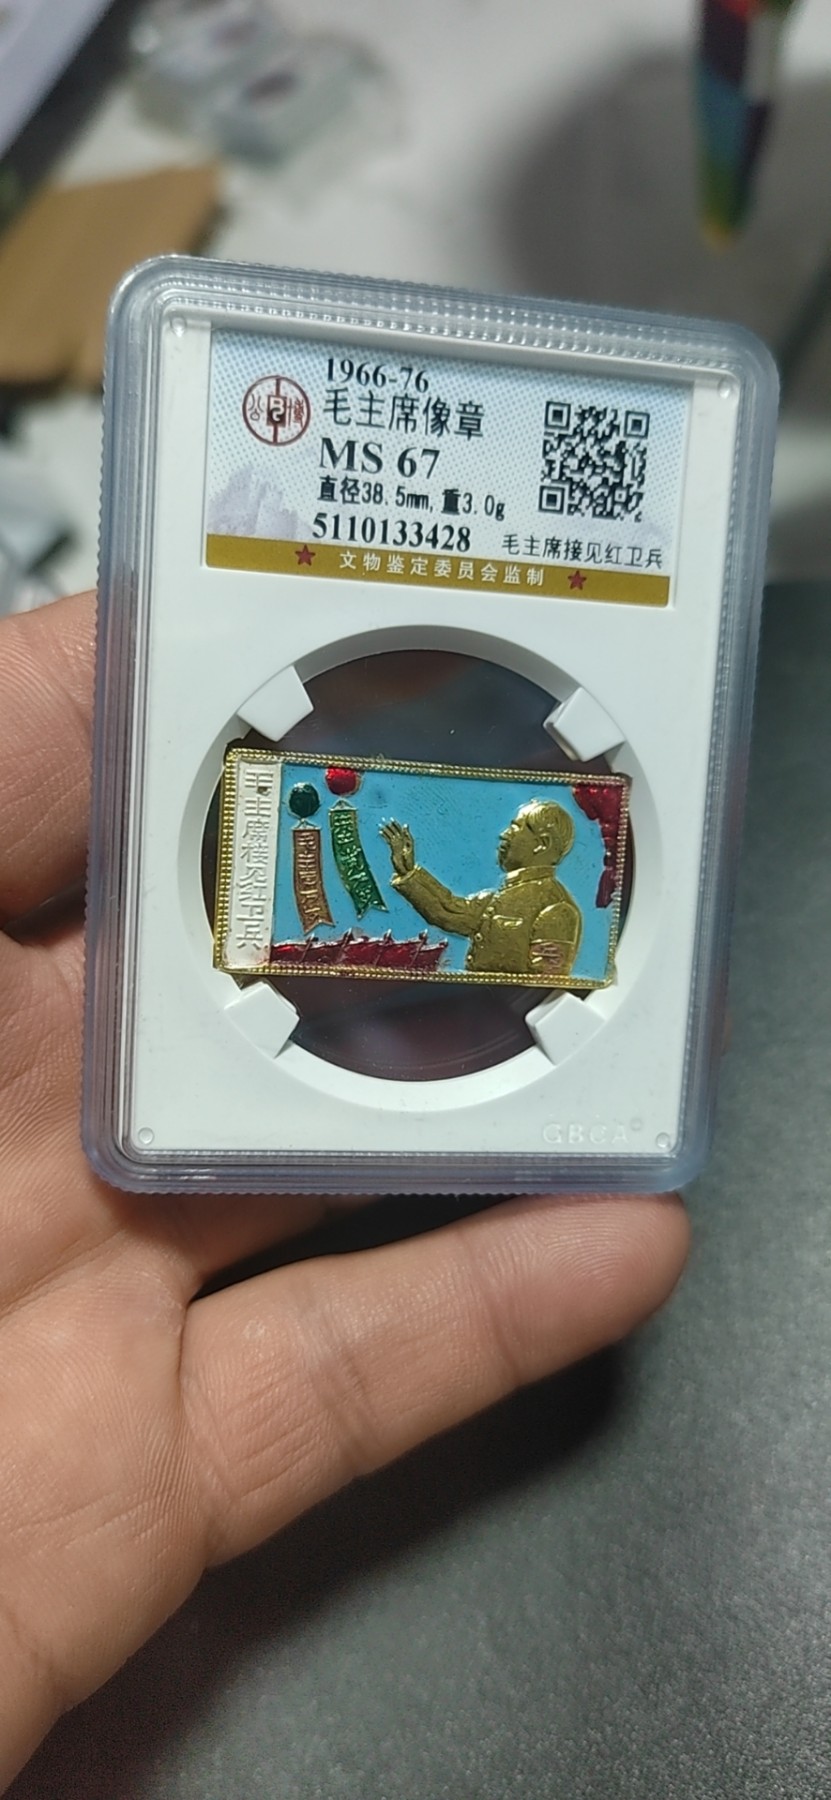 1966-76
公 博
毛主席像章
MS 67
直径38.5mm,重3.0g
5110133428
毛主席接见红卫兵
文物鉴定委员会监制
毛主席接见红卫兵
GBCA